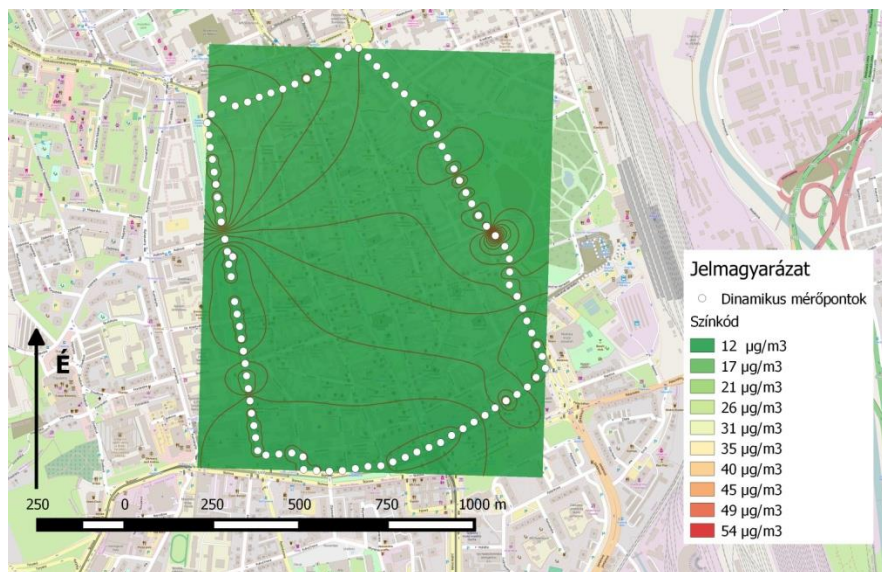 Jelmagyarázat
Dinamikus mérőpontok
Színkód
12 µg/m3
17 µg/m3
21 µg/m3
26 µg/m3
31 µg/m3
35 µg/m3
40 µg/m3
45 µg/m3
49 µg/m3
54 µg/m3
É
250 0 250 500 750 1000 m